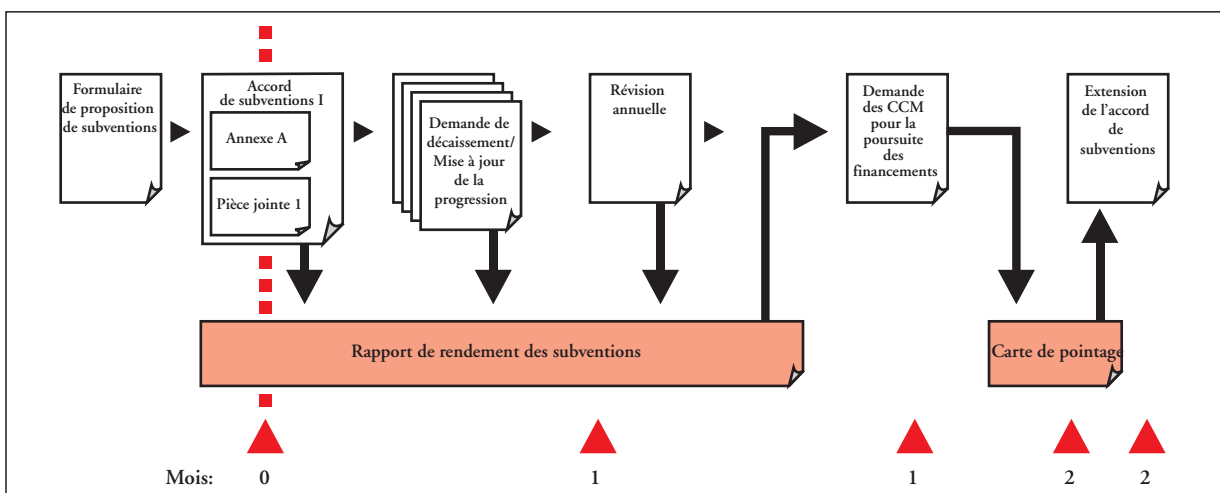 Formulaire
de proposition
de subventions
Accord
de subventions I
Annexe A
Pièce jointe 1
Demande de
décaissement/
Mise à jour
de la
progression
Révision
annuelle
Demande
des CCM
pour la
poursuite
des
financements
Extension
de l'accord
de
subventions
Rapport de rendement des subventions
Carte de pointage
Mois: 0 1 1 2 2